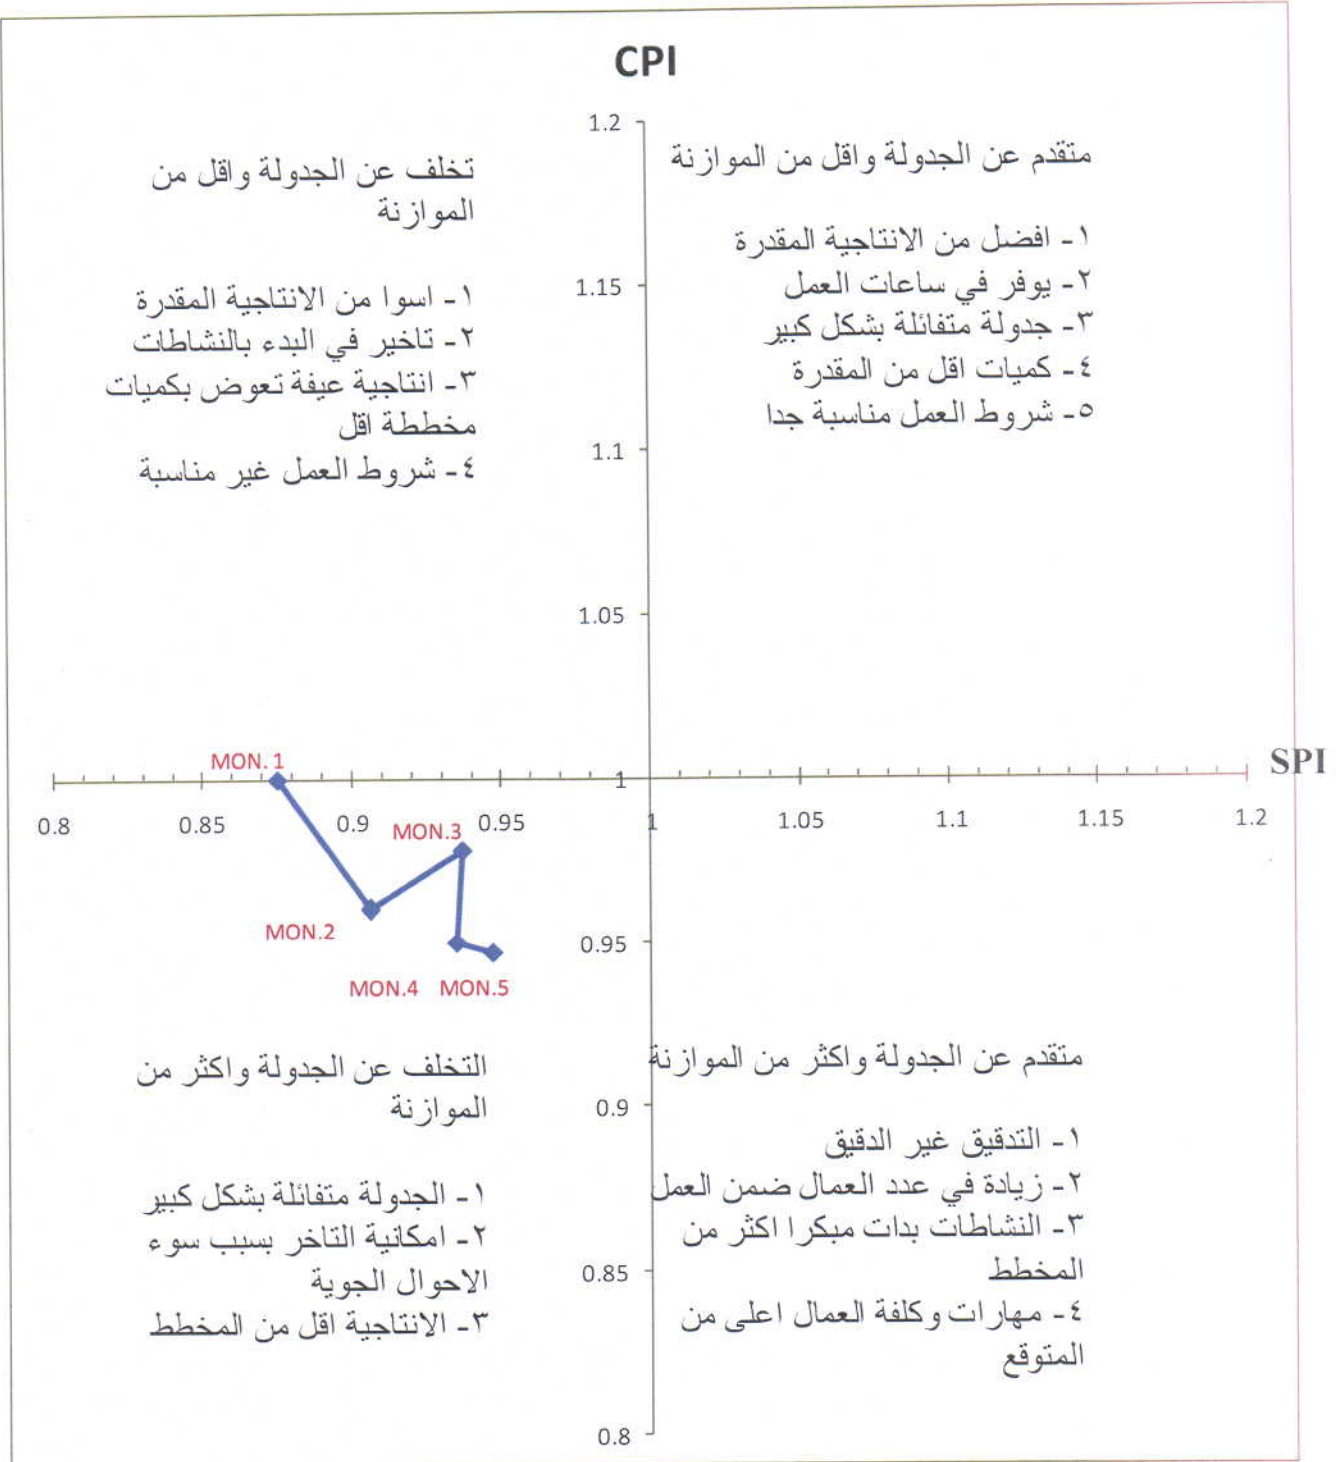 CPI
متقدم عن الجدولة واقل من الموازنة
١- افضل من الانتاجية المقدرة
٢- يوفر في ساعات العمل
٣- جدولة متفائلة بشكل كبير
٤- كميات اقل من المقدرة
٥- شروط العمل مناسبة جدا
تخلف عن الجدولة واقل من
الموازنة
١- اسوا من الانتاجية المقدرة
٢- تاخير في البدء بالنشاطات
٣- انتاجية عيفة تعوض بكميات
مخططة اقل
٤- شروط العمل غير مناسبة
1.2
1.15
1.1
1.05
1
0.95
0.9
0.85
0.8
SPI
0.8
0.85
0.9
0.95
1
1.05
1.1
1.15
1.2
MON. 1
MON.2
MON.3
MON.4
MON.5
متقدم عن الجدولة واكثر من الموازنة
١- التدقيق غير الدقيق
٢- زيادة في عدد العمال ضمن العمل
٣- النشاطات بدات مبكرا اكثر من
المخطط
٤- مهارات وكلفة العمال اعلى من
المتوقع
التخلف عن الجدولة واكثر من
الموازنة
١- الجدولة متفائلة بشكل كبير
٢- امكانية التاخر بسبب سوء
الاحوال الجوية
٣- الانتاجية اقل من المخطط